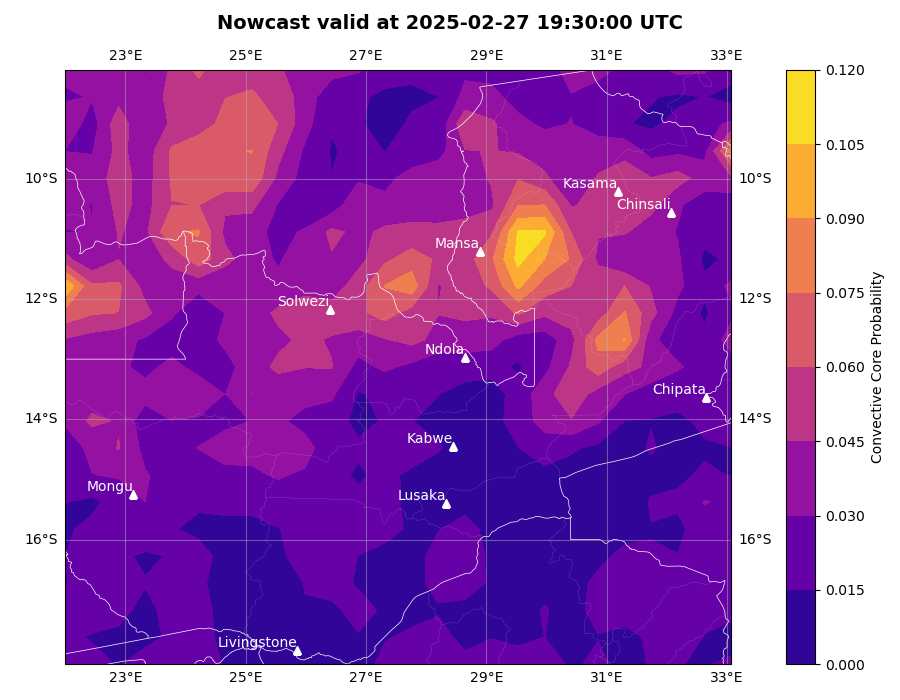 Nowcast valid at 2025-02-27 19:30:00 UTC
23°E 25°E 27°E 29°E 31°E 33°E
0.120
0.105
10°S Kasama 10°S
Chinsali
0.090
Mansa
0.075
12°S Solwezi 12°S
0.060
Ndola
Chipata
14°S 14°S
0.045
Kabwe
Mongu Lusaka
0.030
16°S 16°S
0.015
Livingstone
0.000
23°E 25°E 27°E 29°E 31°E 33°E
Convective Core Probability